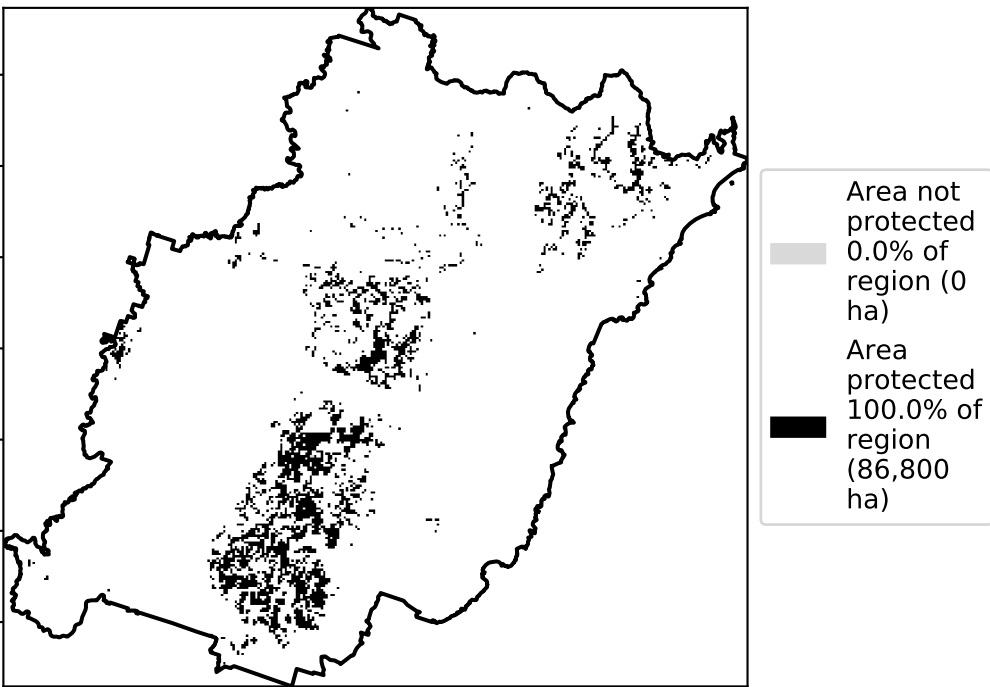 Area not
protected
0.0% of
region (0
ha)
Area
protected
100.0% of
region
(86,800
ha)